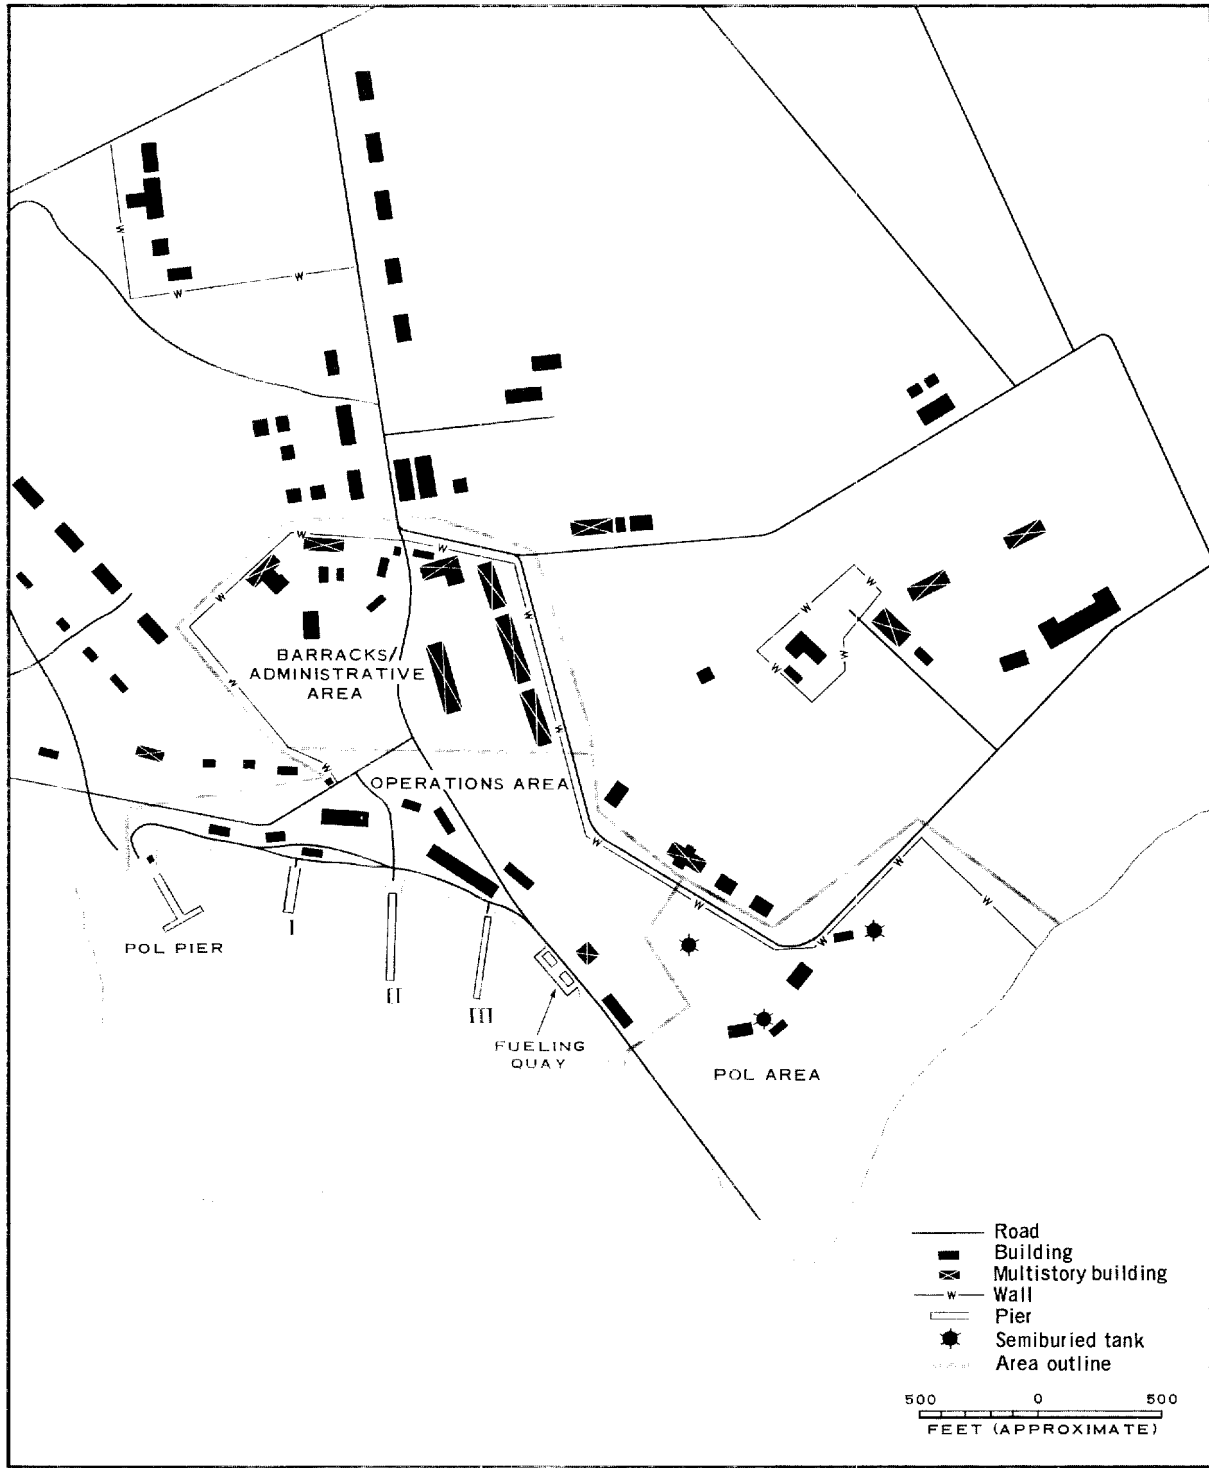 W
W
W
W
W
W
W
W
W
BARRACKS/
ADMINISTRATIVE
AREA
W
W
W
W
W
W
OPERATIONS AREA
W
W
W
W
W
POL PIER
I
II
III
FUELING
QUAY
POL AREA
Road
Building
Multistory building
W Wall
Pier
Semiburied tank
Area outline
500 0 500
FEET (APPROXIMATE)